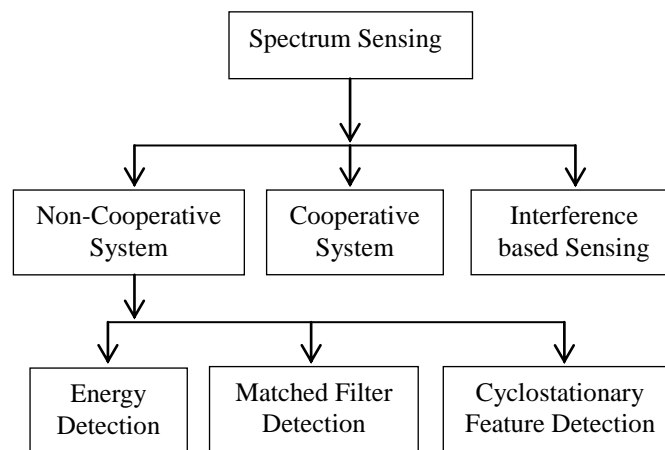 Spectrum Sensing
Non-Cooperative
System
Cooperative
System
Interference
based Sensing
Energy
Detection
Matched Filter
Detection
Cyclostationary
Feature Detection